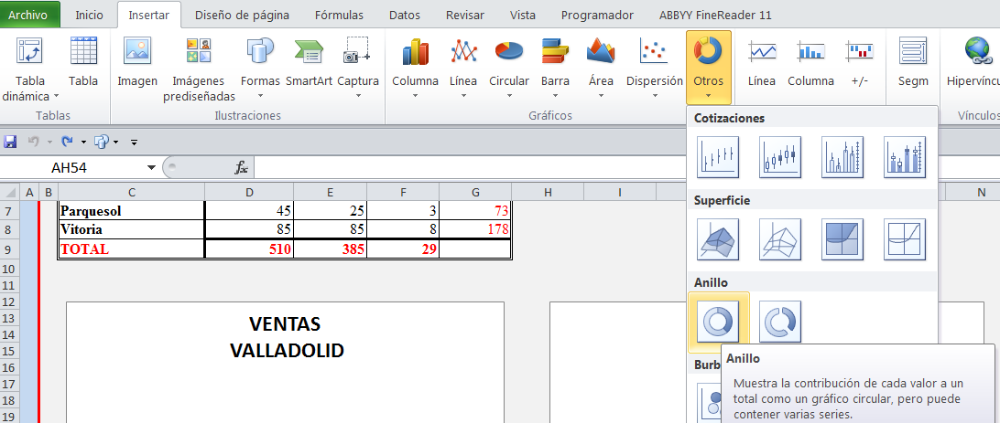 Archivo Inicio Insertar Diseño de página Fórmulas Datos Revisar Vista Programador ABBYY FineReader 11
Tabla dinámica Tabla Imagen Imágenes prediseñadas Formas SmartArt Captura Columna Línea Circular Barra Área Dispersión Otros Línea Columna +/- Segm Hipervínc
Tablas Ilustraciones Gráficos Vínculos
AH54 fx
A B C D E F G H I N
7 Parquesol 45 25 3 73
8 Vitoria 85 85 8 178
9 TOTAL 510 385 29
10
11
12
13 VENTAS
14
15 VALLADOLID
16
17
18
19
Cotizaciones
Superficie
Anillo
Burb
Anillo
Muestra la contribución de cada valor a un
total como un gráfico circular, pero puede
contener varias series.